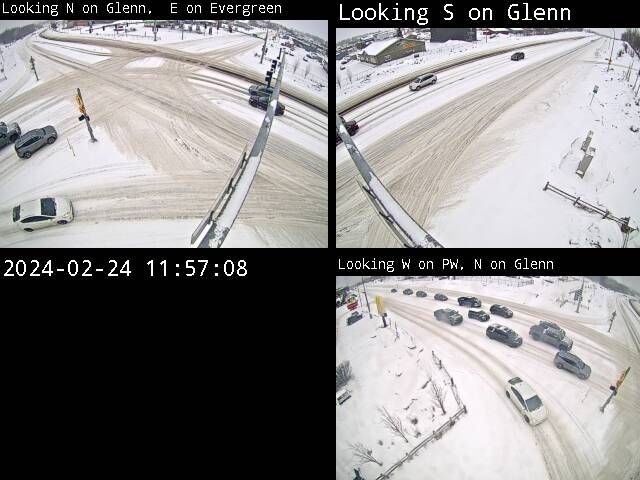 Looking N on Glenn,  E on Evergreen
Looking S on Glenn
2024-02-24 11:57:08
Looking W on PW, N on Glenn